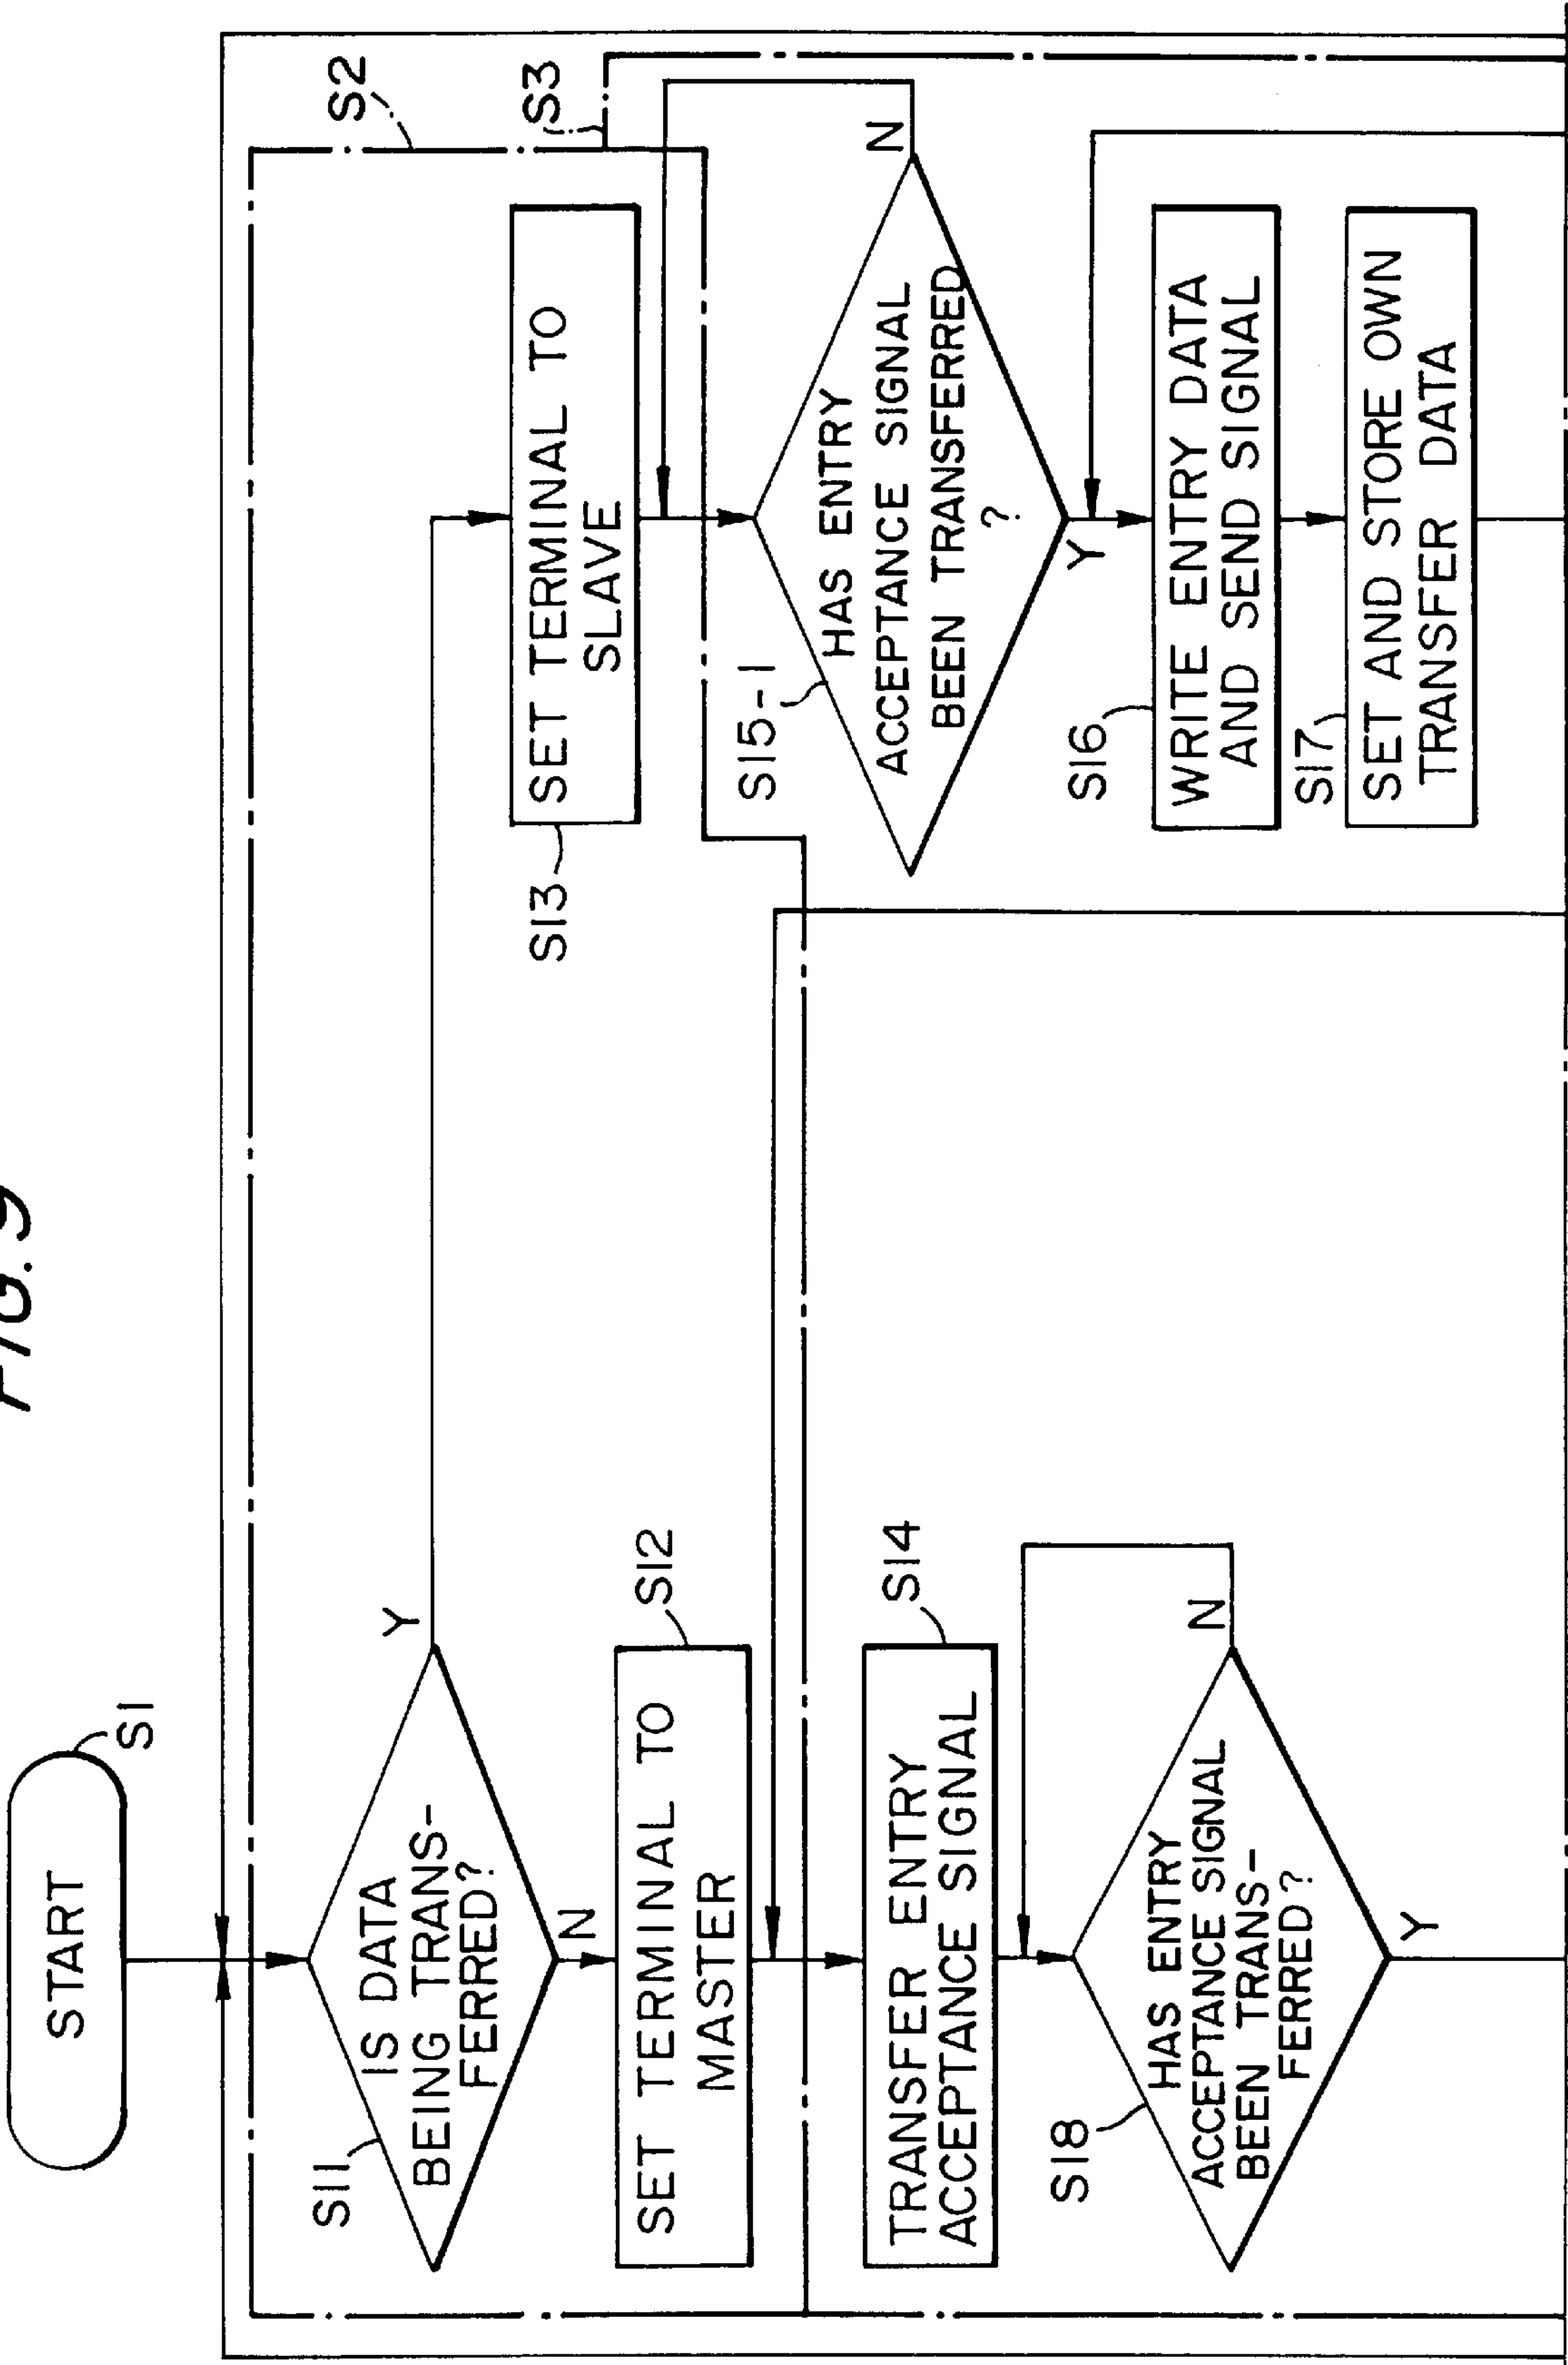 FIG. 9
START
S1
S2
S3
S11
IS DATA
BEING TRANS-
FERRED?
Y
N
S12
SET TERMINAL TO
MASTER
S13
SET TERMINAL TO
SLAVE
S14
TRANSFER ENTRY
ACCEPTANCE SIGNAL
S18
HAS ENTRY
ACCEPTANCE SIGNAL
BEEN TRANS-
FERRED?
N
Y
S15-1
HAS ENTRY
ACCEPTANCE SIGNAL
BEEN TRANSFERRED
?
N
Y
S16
WRITE ENTRY DATA
AND SEND SIGNAL
S17
SET AND STORE OWN
TRANSFER DATA